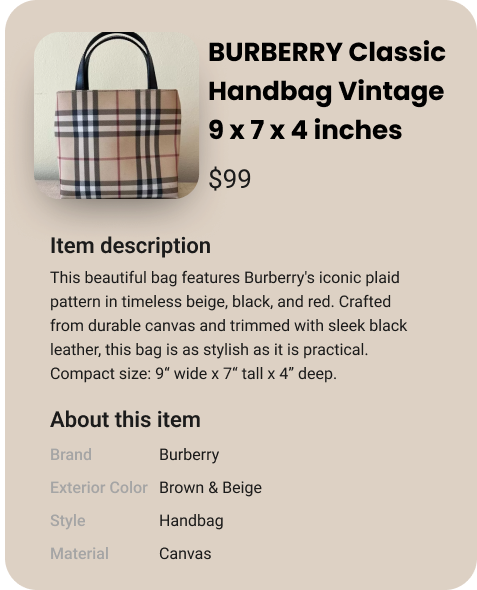 BURBERRY Classic
Handbag Vintage
9 x 7 x 4 inches
$99
Item description
This beautiful bag features Burberry's iconic plaid
pattern in timeless beige, black, and red. Crafted
from durable canvas and trimmed with sleek black
leather, this bag is as stylish as it is practical.
Compact size: 9“ wide x 7“ tall x 4” deep.
About this item
Brand Burberry
Exterior Color Brown & Beige
Style Handbag
Material Canvas